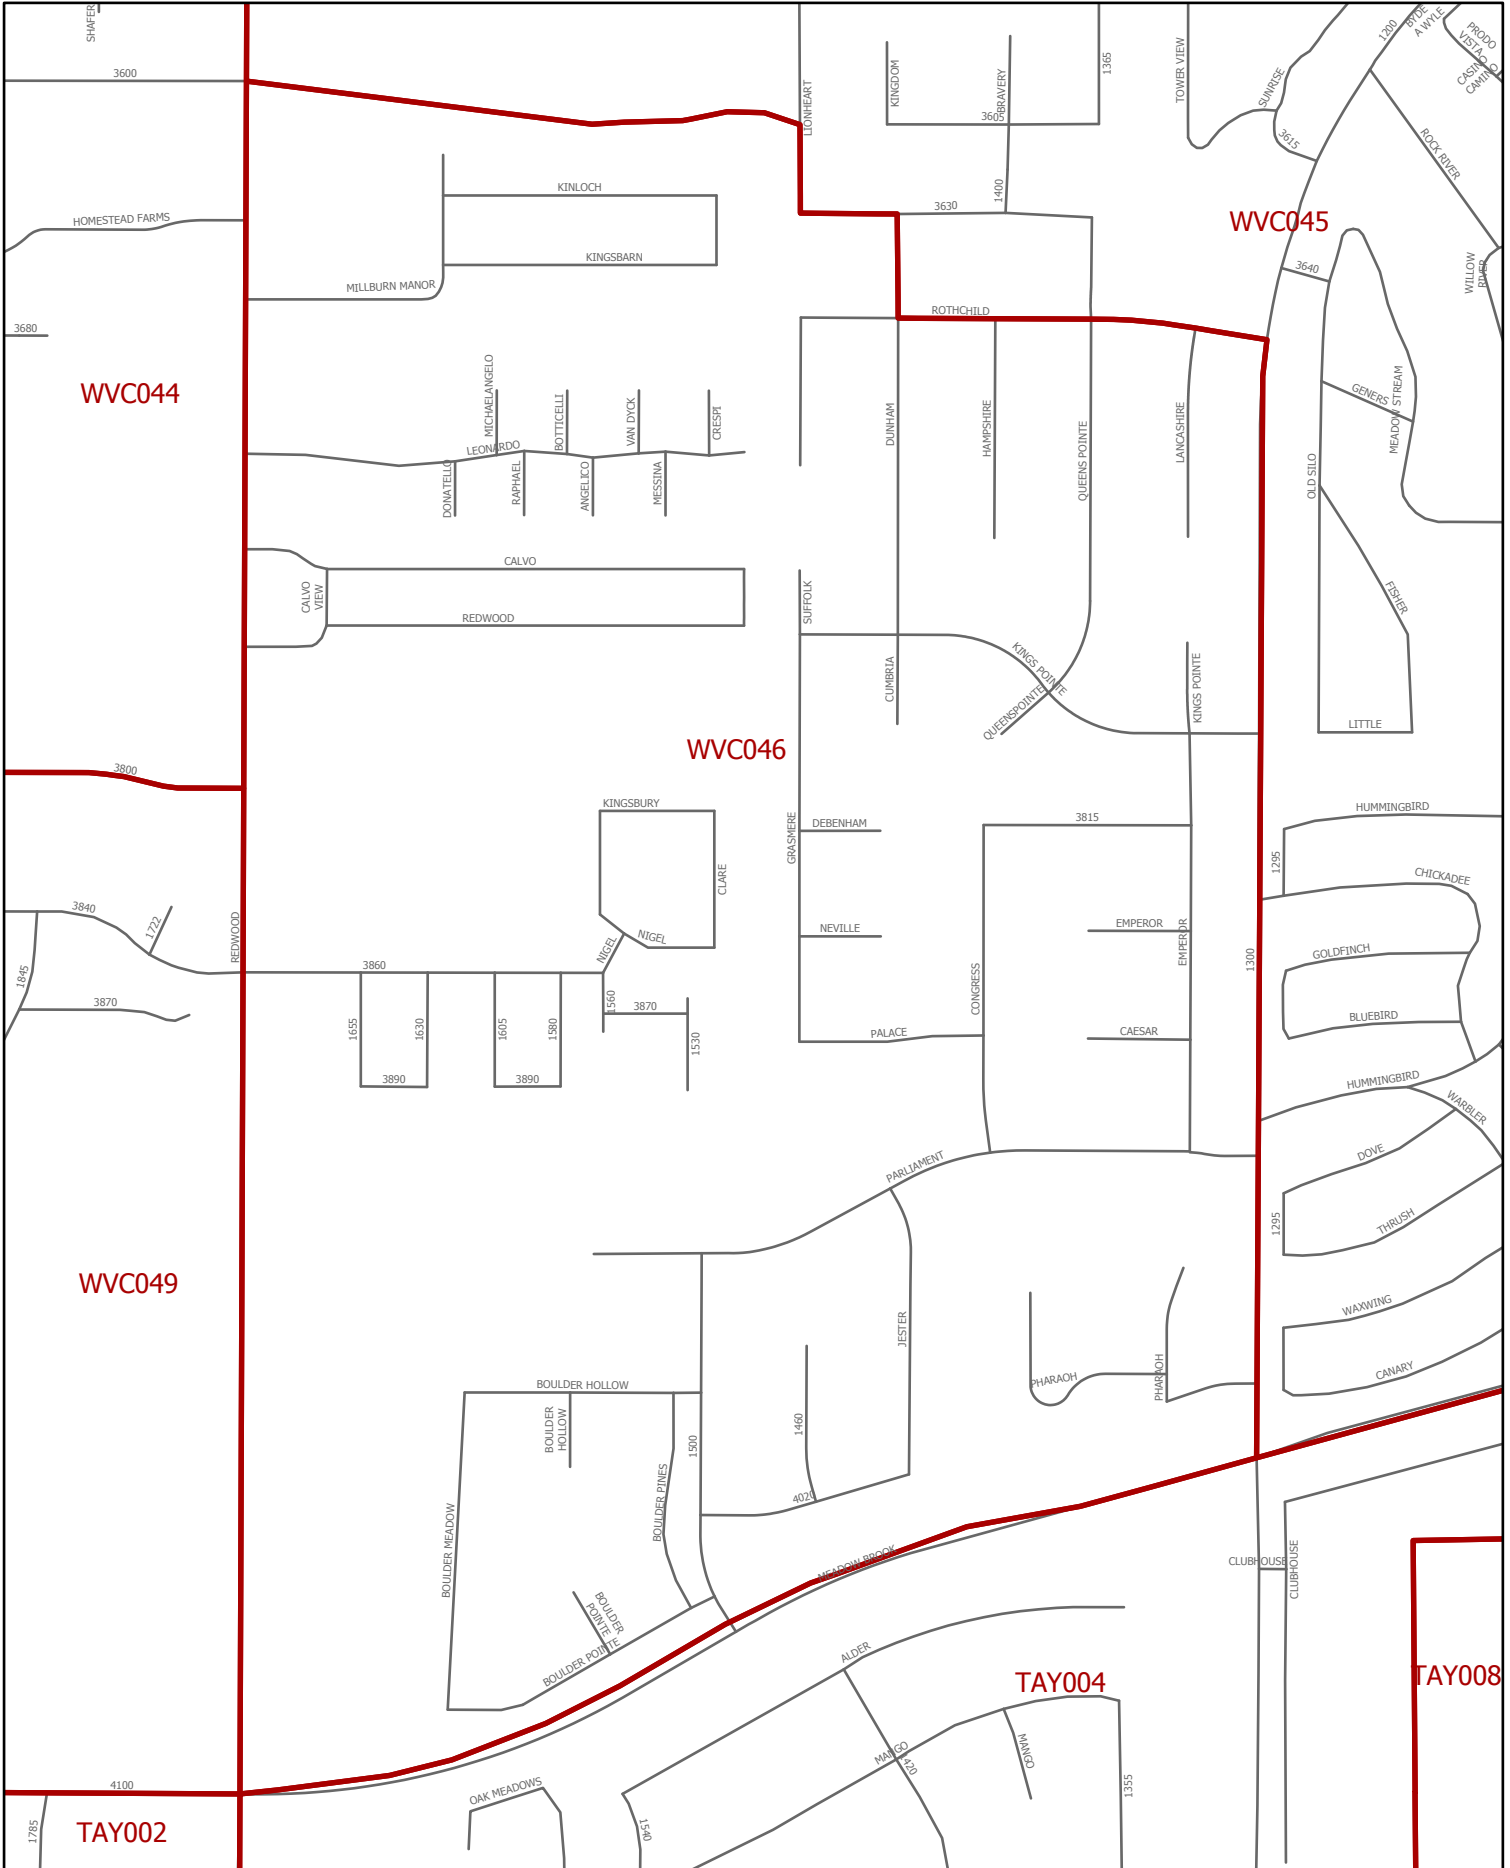 SHAFER
3600
LIONHEART
KINGDOM
BRAVERY
3605
1365
TOWER VIEW
SUNRISE
3615
1200
BYDE
A WYLE
PRODO
VISTA
CASINO
CAMINO
ROCK RIVER
KINLOCH
KINGSBARN
MILLBURN MANOR
HOMESTEAD FARMS
1400
3630
WVC045
3640
WILLOW
RIVER
3680
WVC044
ROTHCHILD
MICHAELANGELO
BOTTICELLI
VAN DYCK
CRESPI
LEONARDO
DONATELLO
RAPHAEL
ANGELICO
MESSINA
DUNHAM
HAMPSHIRE
QUEENS POINTE
LANCASHIRE
GENERS
MEADOW STREAM
OLD SILO
FISHER
LITTLE
CALVO
CALVO
VIEW
REDWOOD
SUFFOLK
CUMBRIA
KINGS POINTE
QUEENSPOINTE
KINGS POINTE
WVC046
3800
KINGSBURY
CLARE
NIGEL
NIGEL
GRASMERE
DEBENHAM
3815
HUMMINGBIRD
1295
CHICKADEE
3840
1722
REDWOOD
1845
3870
3860
1560
3870
1530
1655
1630
1605
1580
3890
3890
NEVILLE
EMPEROR
EMPEROR
CONGRESS
1300
GOLDFINCH
BLUEBIRD
PALACE
CAESAR
HUMMINGBIRD
WARBLER
DOVE
PARLIAMENT
1295
THRUSH
WVC049
JESTER
PHARAOH
PHARAOH
WAXWING
CANARY
BOULDER HOLLOW
BOULDER
HOLLOW
1500
1460
4020
BOULDER PINES
BOULDER MEADOW
BOULDER
POINTE
BOULDER POINTE
MEADOW BROOK
CLUBHOUSE
CLUBHOUSE
ALDER
TAY004
TAY008
MANGO
1420
MANGO
1355
4100
OAK MEADOWS
1540
1785
TAY002